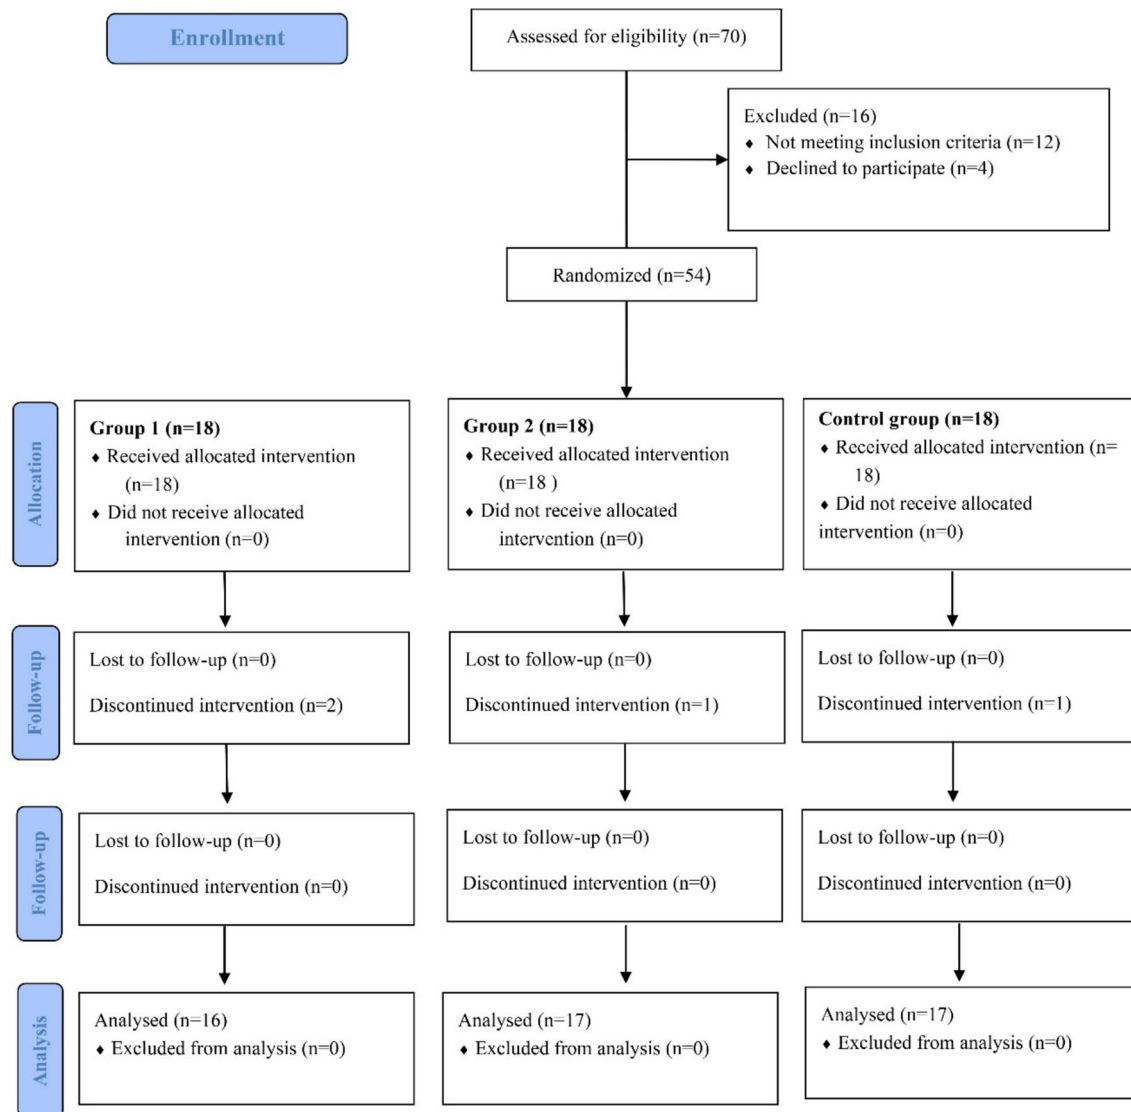 Enrollment
Assessed for eligibility (n=70)
Excluded (n=16)
♦ Not meeting inclusion criteria (n=12)
♦ Declined to participate (n=4)
Randomized (n=54)
Allocation
Group 1 (n=18)
♦ Received allocated intervention
(n=18)
♦ Did not receive allocated
intervention (n=0)
Group 2 (n=18)
♦ Received allocated intervention
(n=18 )
♦ Did not receive allocated
intervention (n=0)
Control group (n=18)
♦ Received allocated intervention (n=
18)
♦ Did not receive allocated
intervention (n=0)
Follow-up
Lost to follow-up (n=0)
Discontinued intervention (n=2)
Lost to follow-up (n=0)
Discontinued intervention (n=1)
Lost to follow-up (n=0)
Discontinued intervention (n=1)
Follow-up
Lost to follow-up (n=0)
Discontinued intervention (n=0)
Lost to follow-up (n=0)
Discontinued intervention (n=0)
Lost to follow-up (n=0)
Discontinued intervention (n=0)
Analysis
Analysed (n=16)
♦ Excluded from analysis (n=0)
Analysed (n=17)
♦ Excluded from analysis (n=0)
Analysed (n=17)
♦ Excluded from analysis (n=0)